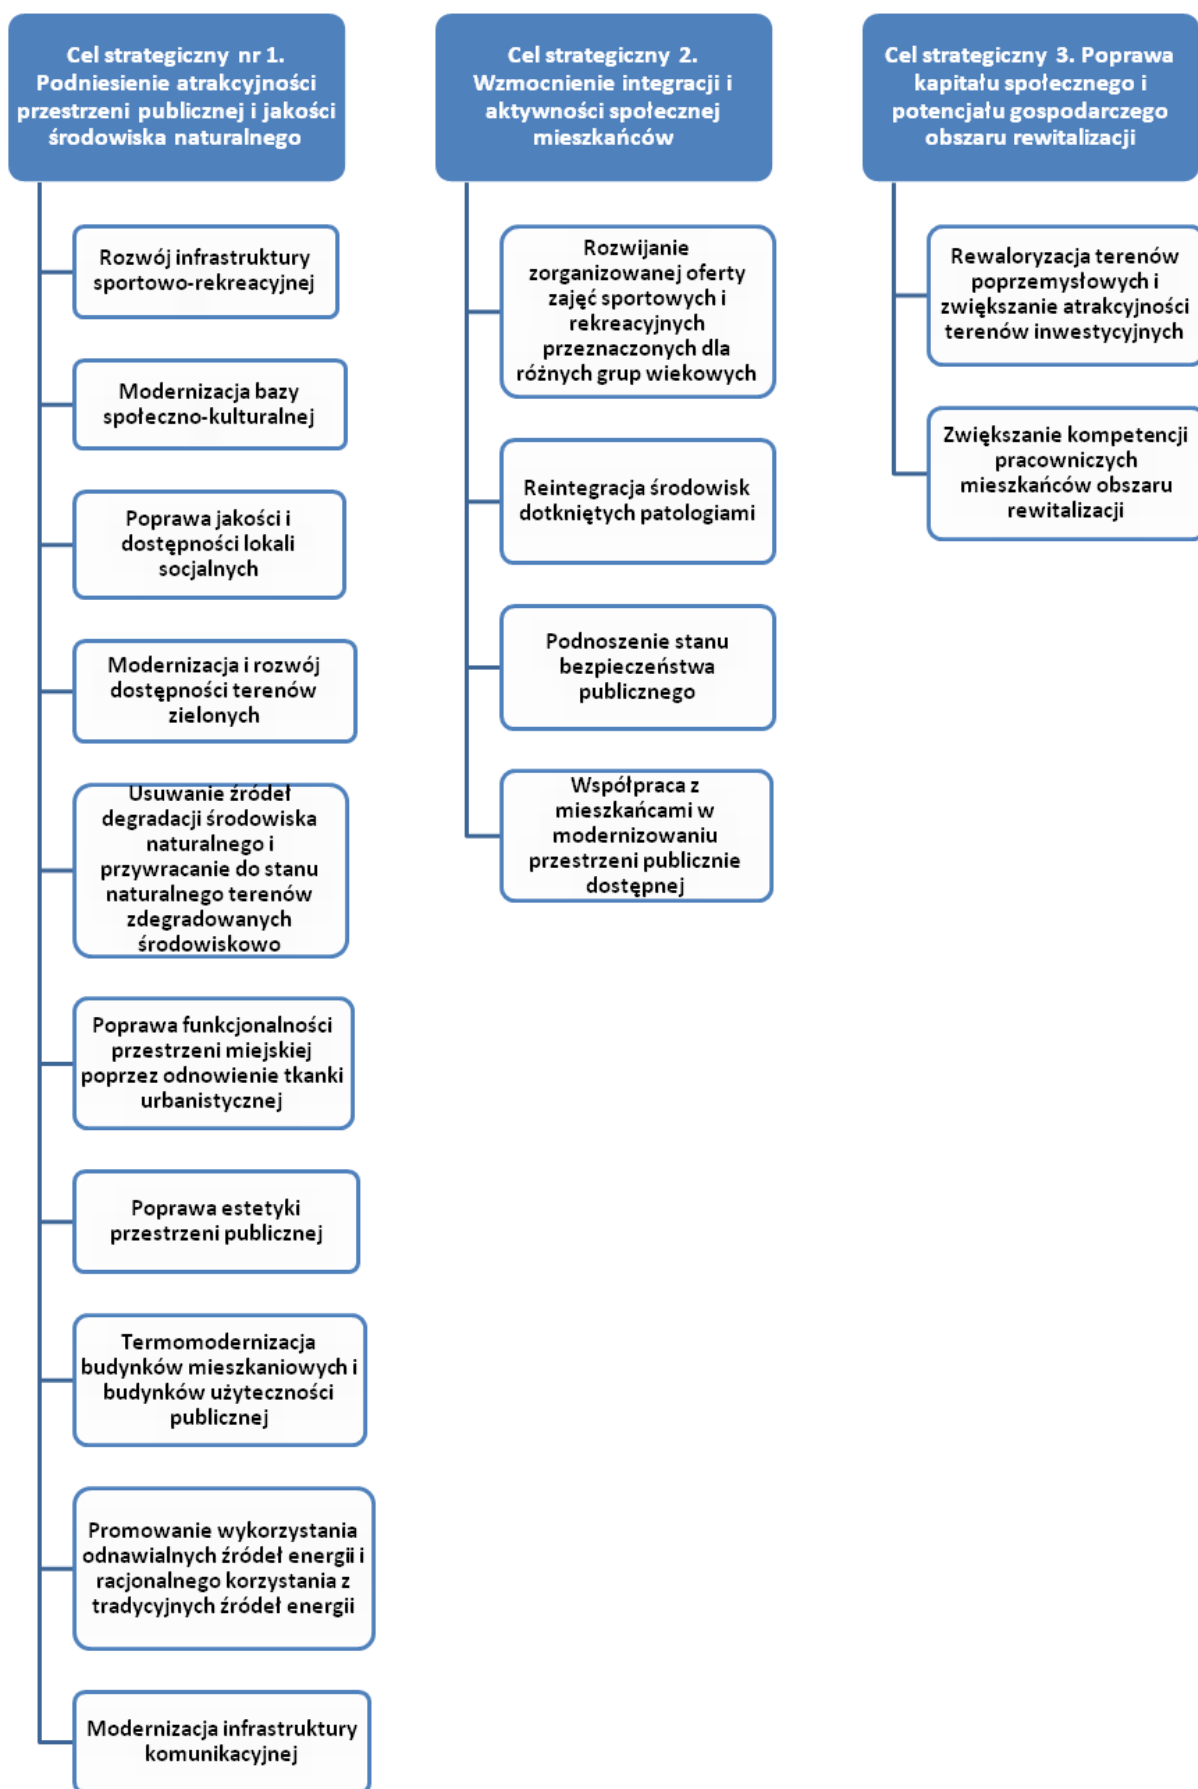 Cel strategiczny nr 1.
Podniesienie atrakcyjności
przestrzeni publicznej i jakości
środowiska naturalnego
Rozwój infrastruktury
sportowo-rekreacyjnej
Modernizacja bazy
społeczno-kulturalnej
Poprawa jakości i
dostępności lokali
socjalnych
Modernizacja i rozwój
dostępności terenów
zielonych
Usuwanie źródeł
degradacji środowiska
naturalnego i
przywracanie do stanu
naturalnego terenów
zdegradowanych
środowiskowo
Poprawa funkcjonalności
przestrzeni miejskiej
poprzez odnowienie tkanki
urbanistycznej
Poprawa estetyki
przestrzeni publicznej
Termomodernizacja
budynków mieszkaniowych i
budynków użyteczności
publicznej
Promowanie wykorzystania
odnawialnych źródeł energii i
racjonalnego korzystania z
tradycyjnych źródeł energii
Modernizacja infrastruktury
komunikacyjnej
Cel strategiczny 2.
Wzmocnienie integracji i
aktywności społecznej
mieszkańców
Rozwijanie
zorganizowanej oferty
zajęć sportowych i
rekreacyjnych
przeznaczonych dla
różnych grup wiekowych
Reintegracja środowisk
dotkniętych patologiami
Podnoszenie stanu
bezpieczeństwa
publicznego
Współpraca z
mieszkańcami w
modernizowaniu
przestrzeni publicznie
dostępnej
Cel strategiczny 3. Poprawa
kapitału społecznego i
potencjału gospodarczego
obszaru rewitalizacji
Rewaloryzacja terenów
poprzemysłowych i
zwiększanie atrakcyjności
terenów inwestycyjnych
Zwiększanie kompetencji
pracowniczych
mieszkańców obszaru
rewitalizacji